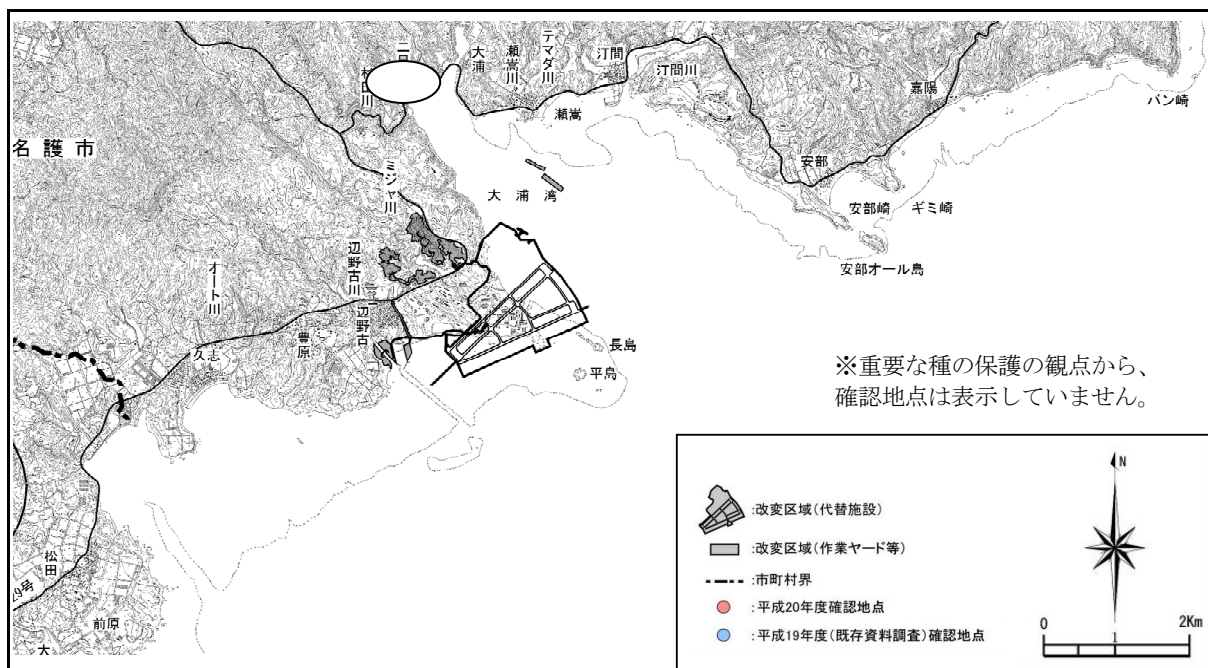 二
大浦
瀬嵩川
テマダ川
汀間
汀間川
嘉陽
バン崎
瀬嵩
名護市
ミジャ川
大浦湾
安部
安部崎
ギミ崎
安部オール島
オート川
辺野古川
辺野古
豊原
久志
長島
平島
※重要な種の保護の観点から、
確認地点は表示していません。
N
:改変区域(代替施設)
:改変区域(作業ヤード等)
:市町村界
:平成20年度確認地点
:平成19年度(既存資料調査)確認地点
0
1
2Km
松田
29号
前原
大